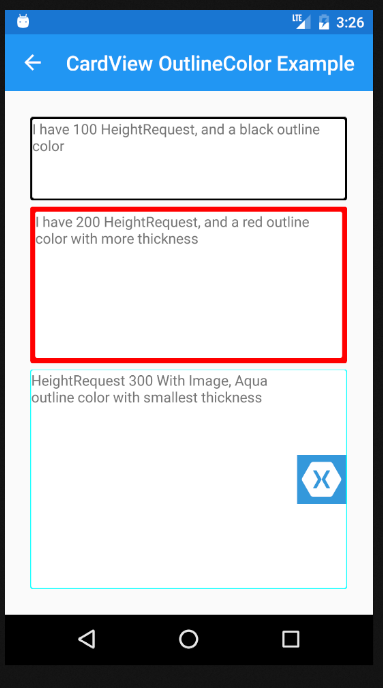 LTE 3:26
CardView OutlineColor Example
I have 100 HeightRequest, and a black outline
color
I have 200 HeightRequest, and a red outline
color with more thickness
HeightRequest 300 With Image, Aqua
outline color with smallest thickness